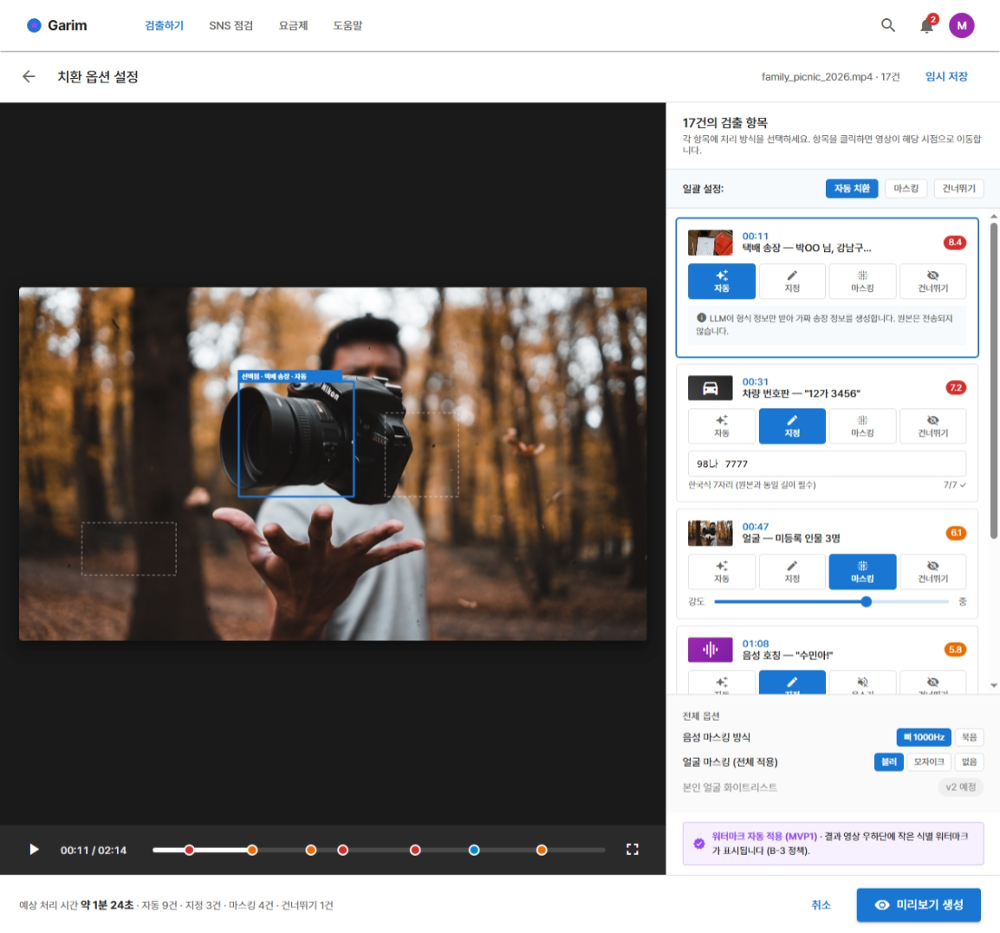 Garim
검출하기
SNS 점검
요금제
도움말
2
M
치환 옵션 설정
family_picnic_2026.mp4 · 17건
임시 저장
17건의 검출 항목
각 항목에 처리 방식을 선택하세요. 항목을 클릭하면 영상이 해당 시점으로 이동합
니다.
일괄 설정:
자동 치환
마스킹
건너뛰기
00:11
택배 송장 — 박OO 님, 강남구...
8.4
자동
지정
마스킹
건너뛰기
LLM이 형식 정보만 받아 가짜 송장 정보를 생성합니다. 원본은 전송되지
않습니다.
선택됨 · 택배 송장 · 자동
Nikon
00:31
차량 번호판 — "12가 3456"
7.2
자동
지정
마스킹
건너뛰기
98나 7777
한국식 7자리 (원본과 동일 길이 필수)
7/7 ✓
00:47
얼굴 — 미등록 인물 3명
6.1
자동
지정
마스킹
건너뛰기
강도
중
01:08
음성 호칭 — "수민아!"
5.8
자동
지정
음소거
건너뛰기
전체 옵션
음성 마스킹 방식
삐 1000Hz
묵음
얼굴 마스킹 (전체 적용)
블러
모자이크
없음
본인 얼굴 화이트리스트
v2 예정
워터마크 자동 적용 (MVP1) · 결과 영상 우하단에 작은 식별 워터마크
가 표시됩니다 (B-3 정책).
00:11 / 02:14
예상 처리 시간 약 1분 24초 · 자동 9건 · 지정 3건 · 마스킹 4건 · 건너뛰기 1건
취소
미리보기 생성